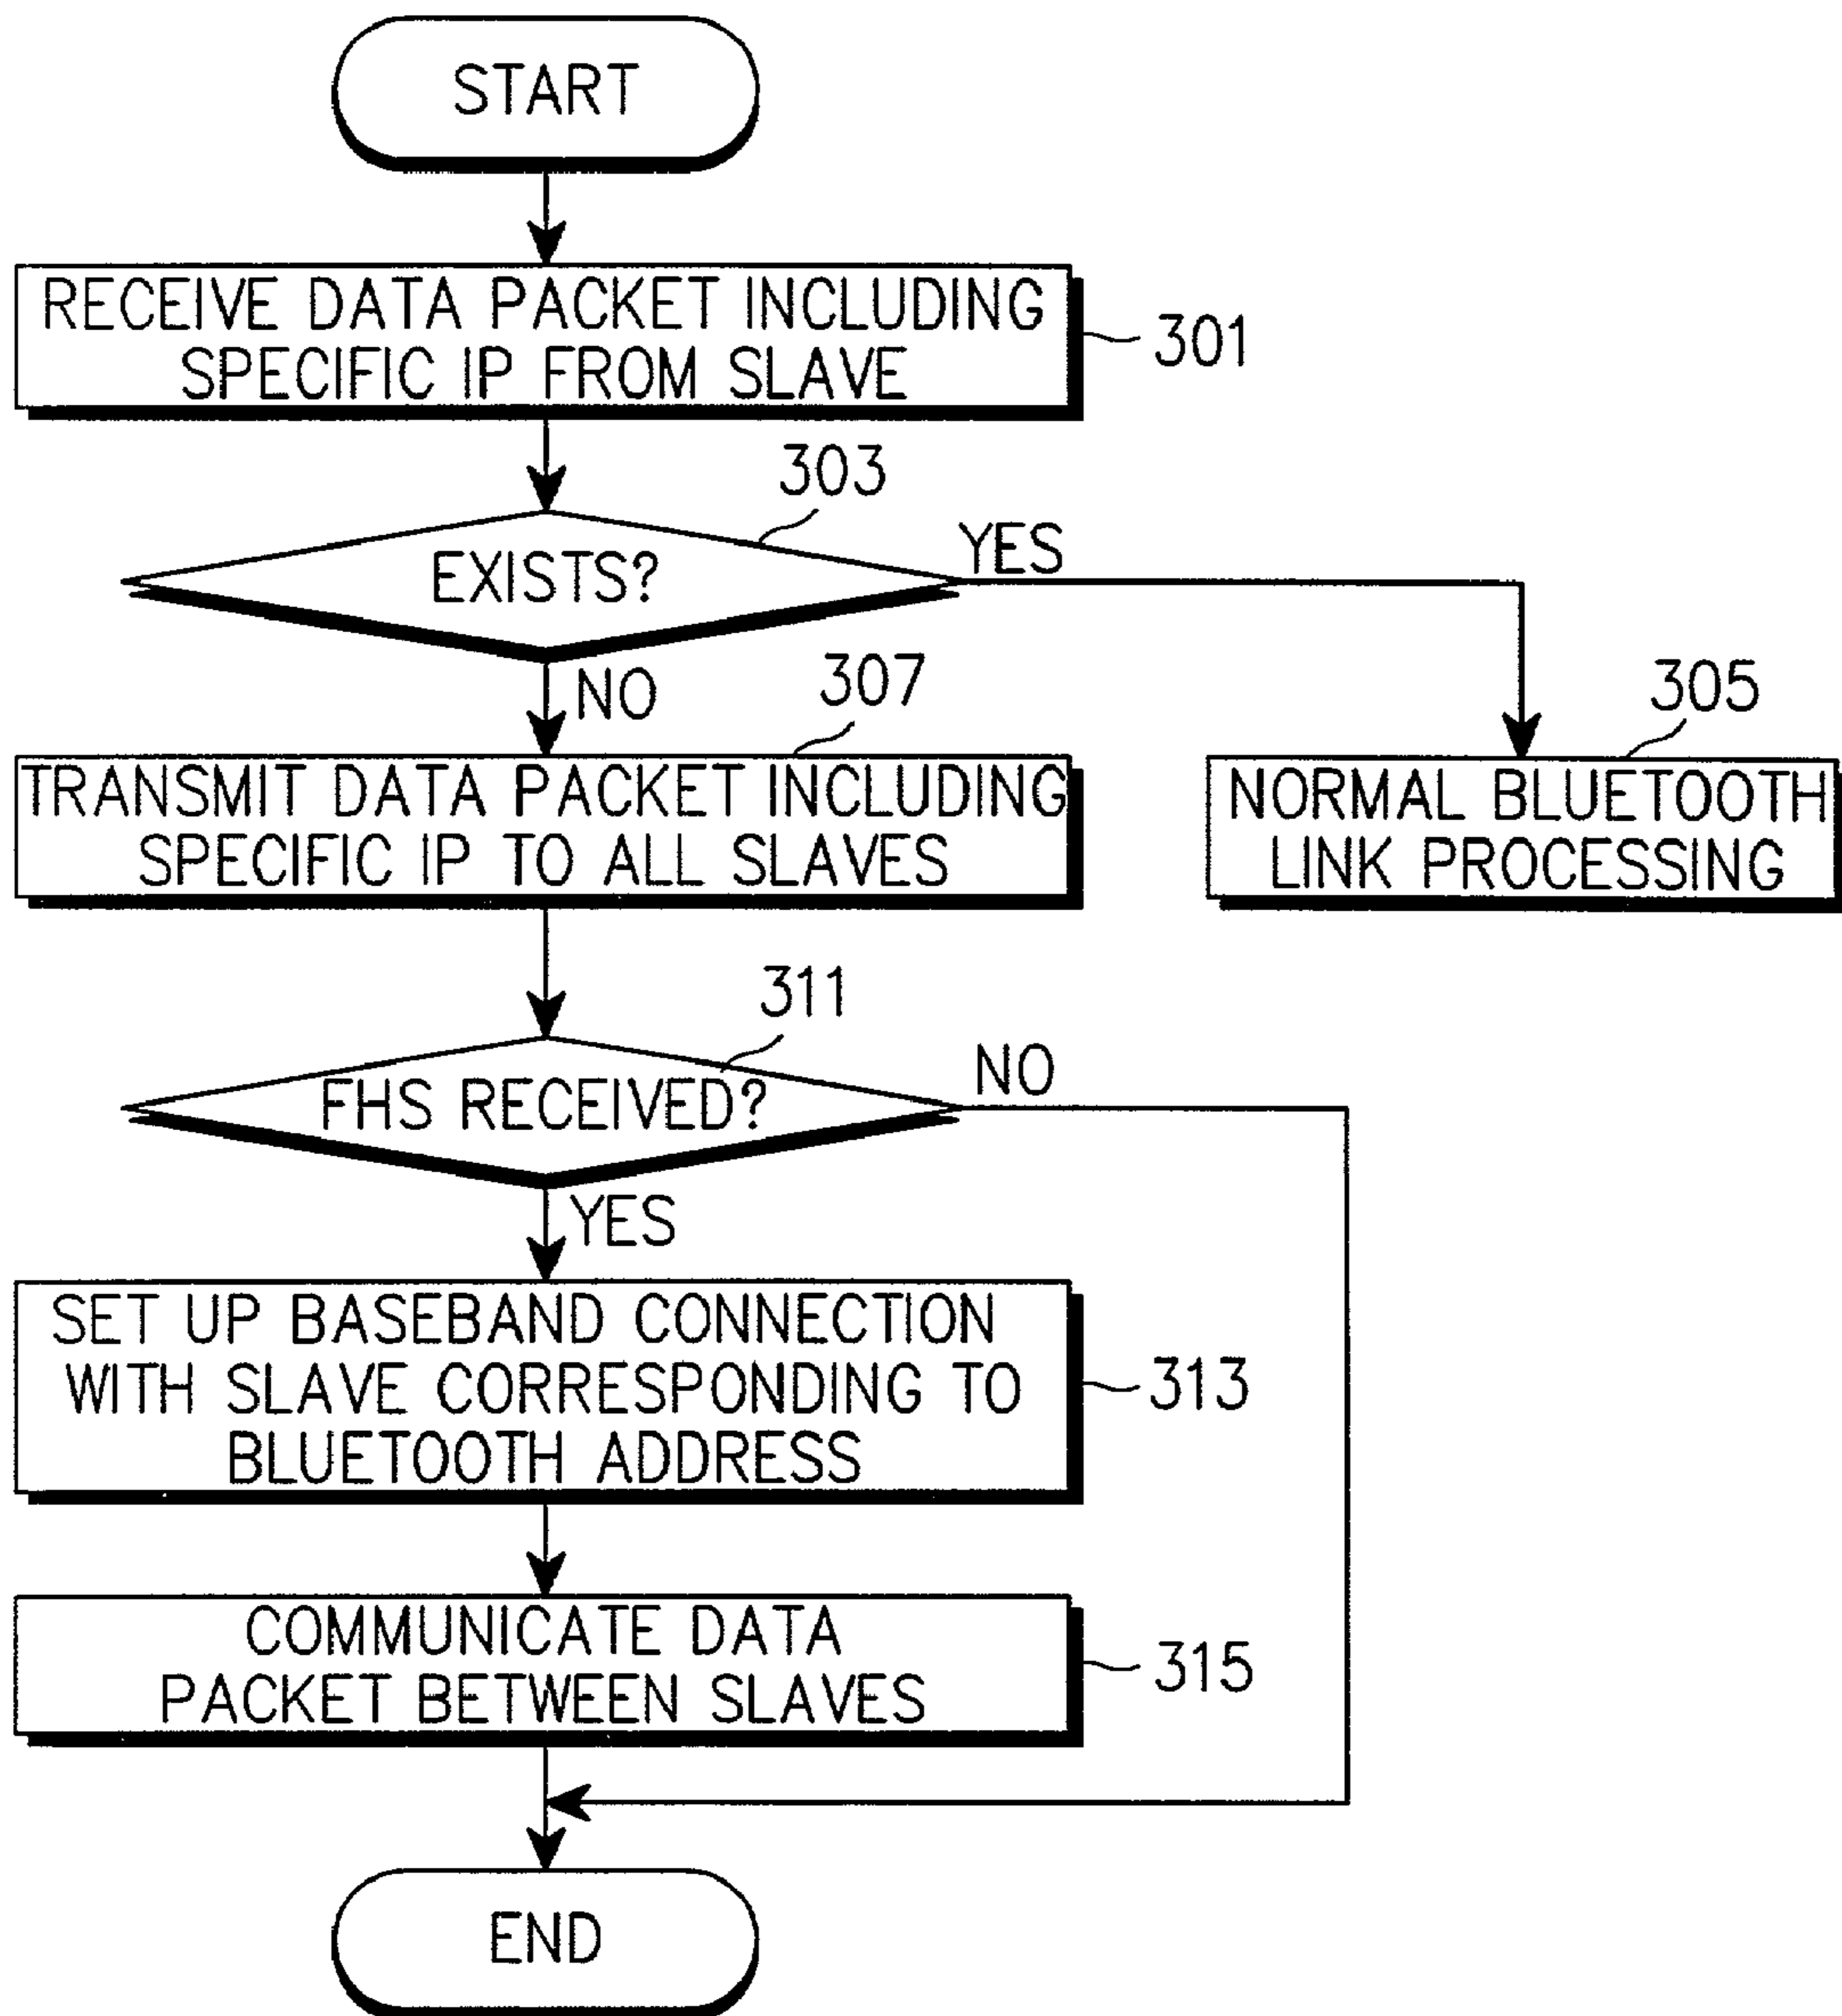 START
RECEIVE DATA PACKET INCLUDING
SPECIFIC IP FROM SLAVE
301
303
EXISTS?
YES
NO
307
305
TRANSMIT DATA PACKET INCLUDING
SPECIFIC IP TO ALL SLAVES
NORMAL BLUETOOTH
LINK PROCESSING
311
FHS RECEIVED?
NO
YES
SET UP BASEBAND CONNECTION
WITH SLAVE CORRESPONDING TO
BLUETOOTH ADDRESS
313
COMMUNICATE DATA
PACKET BETWEEN SLAVES
315
END